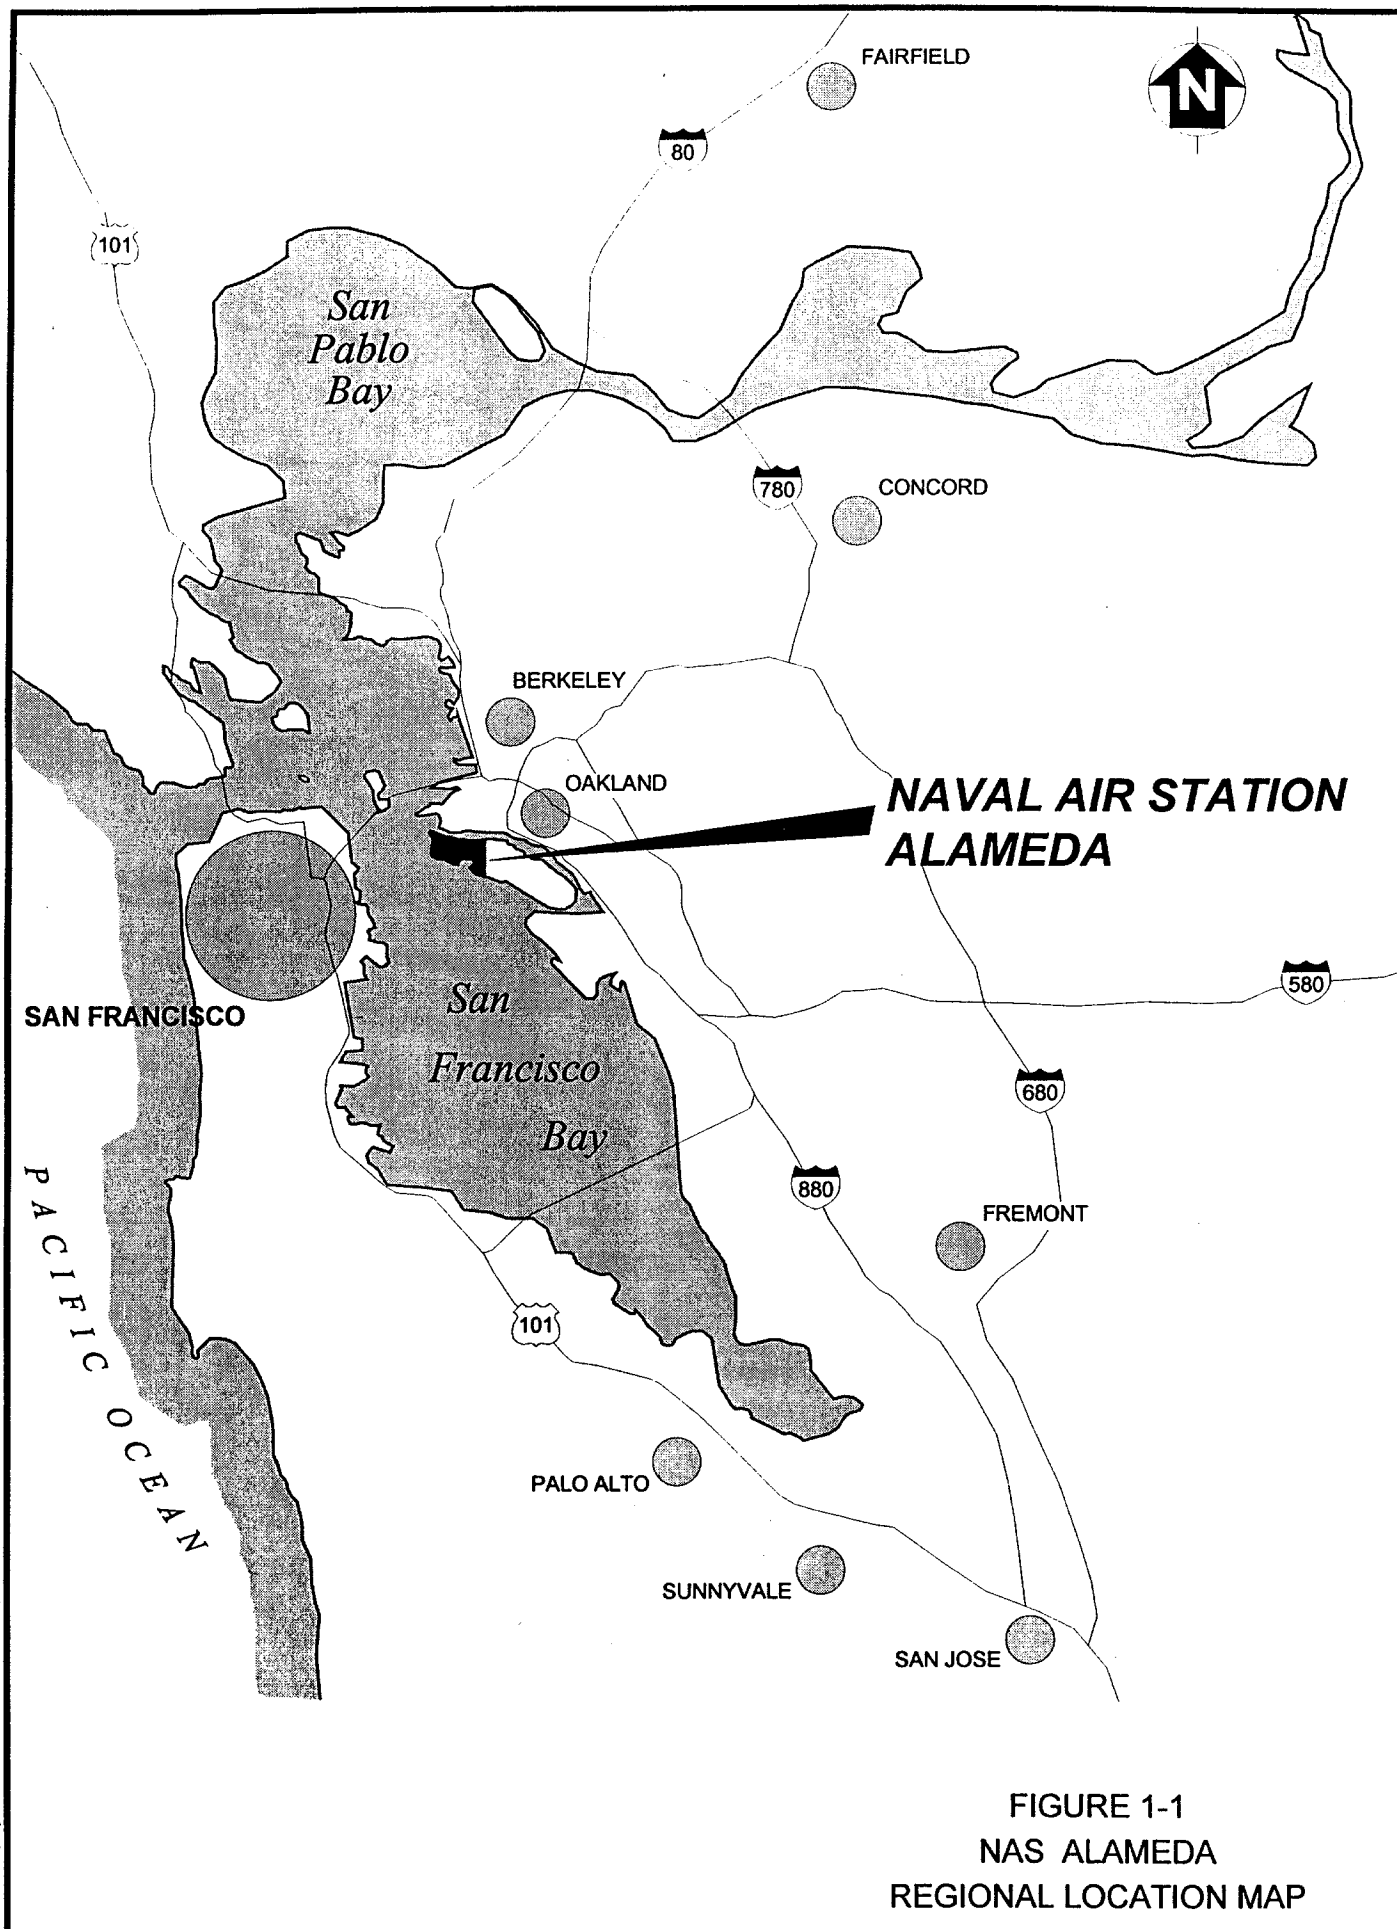 FAIRFIELD
N
80
101
San
Pablo
Bay
780
CONCORD
BERKELEY
OAKLAND
NAVAL AIR STATION
ALAMEDA
580
San
Francisco
Bay
SAN FRANCISCO
680
PACIFIC OCEAN
880
FREMONT
101
PALO ALTO
SUNNYVALE
SAN JOSE
FIGURE 1-1
NAS ALAMEDA
REGIONAL LOCATION MAP